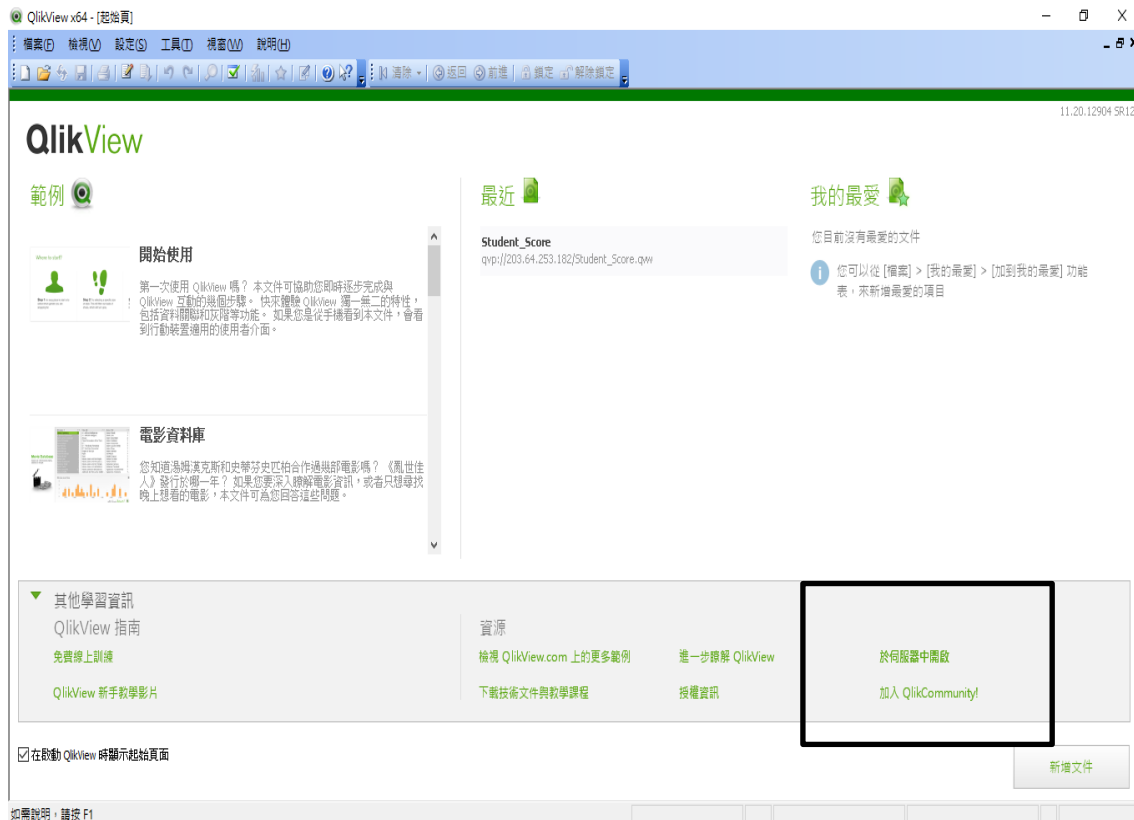 QlikView x64 - [起始頁]
檔案(F) 檢視(V) 設定(S) 工具(T) 視窗(W) 說明(H)
清除 返回 前進 鎖定 解除鎖定
11.20.12904 SR12
QlikView
範例
開始使用
第一次使用 QlikView 嗎？ 本文件可協助您即時逐步完成與
QlikView 互動的幾個步驟。 快來體驗 QlikView 獨一無二的特性，
包括資料關聯和灰階等功能。 如果您是從手機看到本文件，會看
到行動裝置適用的使用者介面。
電影資料庫
您知道湯姆漢克斯和史蒂芬史匹柏合作過幾部電影嗎？ 《亂世佳
人》發行於哪一年？ 如果您要深入瞭解電影資訊，或者只想尋找
晚上想看的電影，本文件可為您回答這些問題。
最近
Student_Score
qvp://203.64.253.182/Student_Score.qvw
我的最愛
您目前沒有最愛的文件
您可以從 [檔案] > [我的最愛] > [加到我的最愛] 功能
表，來新增最愛的項目
其他學習資訊
QlikView 指南
免費線上訓練
QlikView 新手教學影片
資源
檢視 QlikView.com 上的更多範例
下載技術文件與教學課程
進一步瞭解 QlikView
授權資訊
於伺服器中開啟
加入 QlikCommunity!
在啟動 QlikView 時顯示起始頁面
新增文件
如需說明，請按 F1